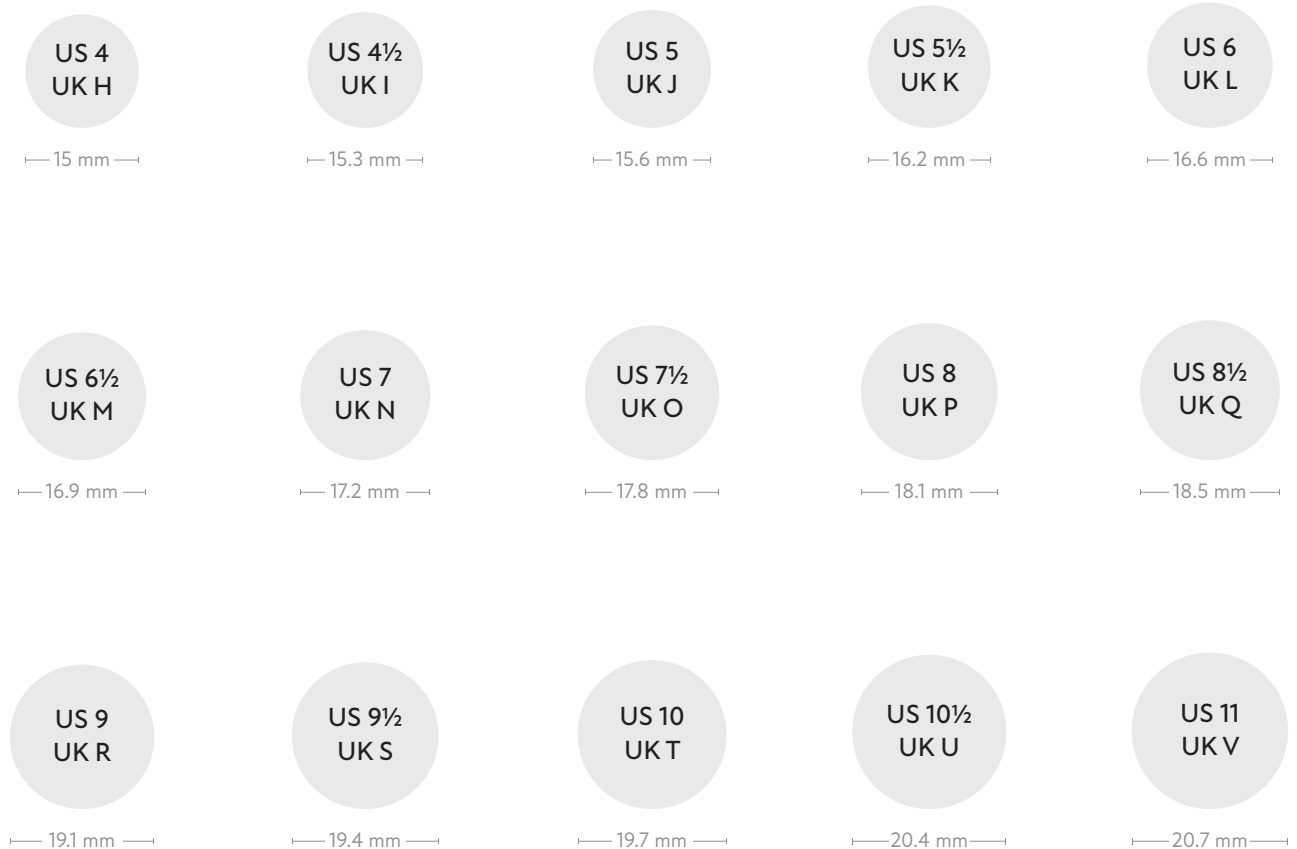 US 4
UK H
15 mm
US 4½
UK I
15.3 mm
US 5
UK J
15.6 mm
US 5½
UK K
16.2 mm
US 6
UK L
16.6 mm
US 6½
UK M
16.9 mm
US 7
UK N
17.2 mm
US 7½
UK O
17.8 mm
US 8
UK P
18.1 mm
US 8½
UK Q
18.5 mm
US 9
UK R
19.1 mm
US 9½
UK S
19.4 mm
US 10
UK T
19.7 mm
US 10½
UK U
20.4 mm
US 11
UK V
20.7 mm